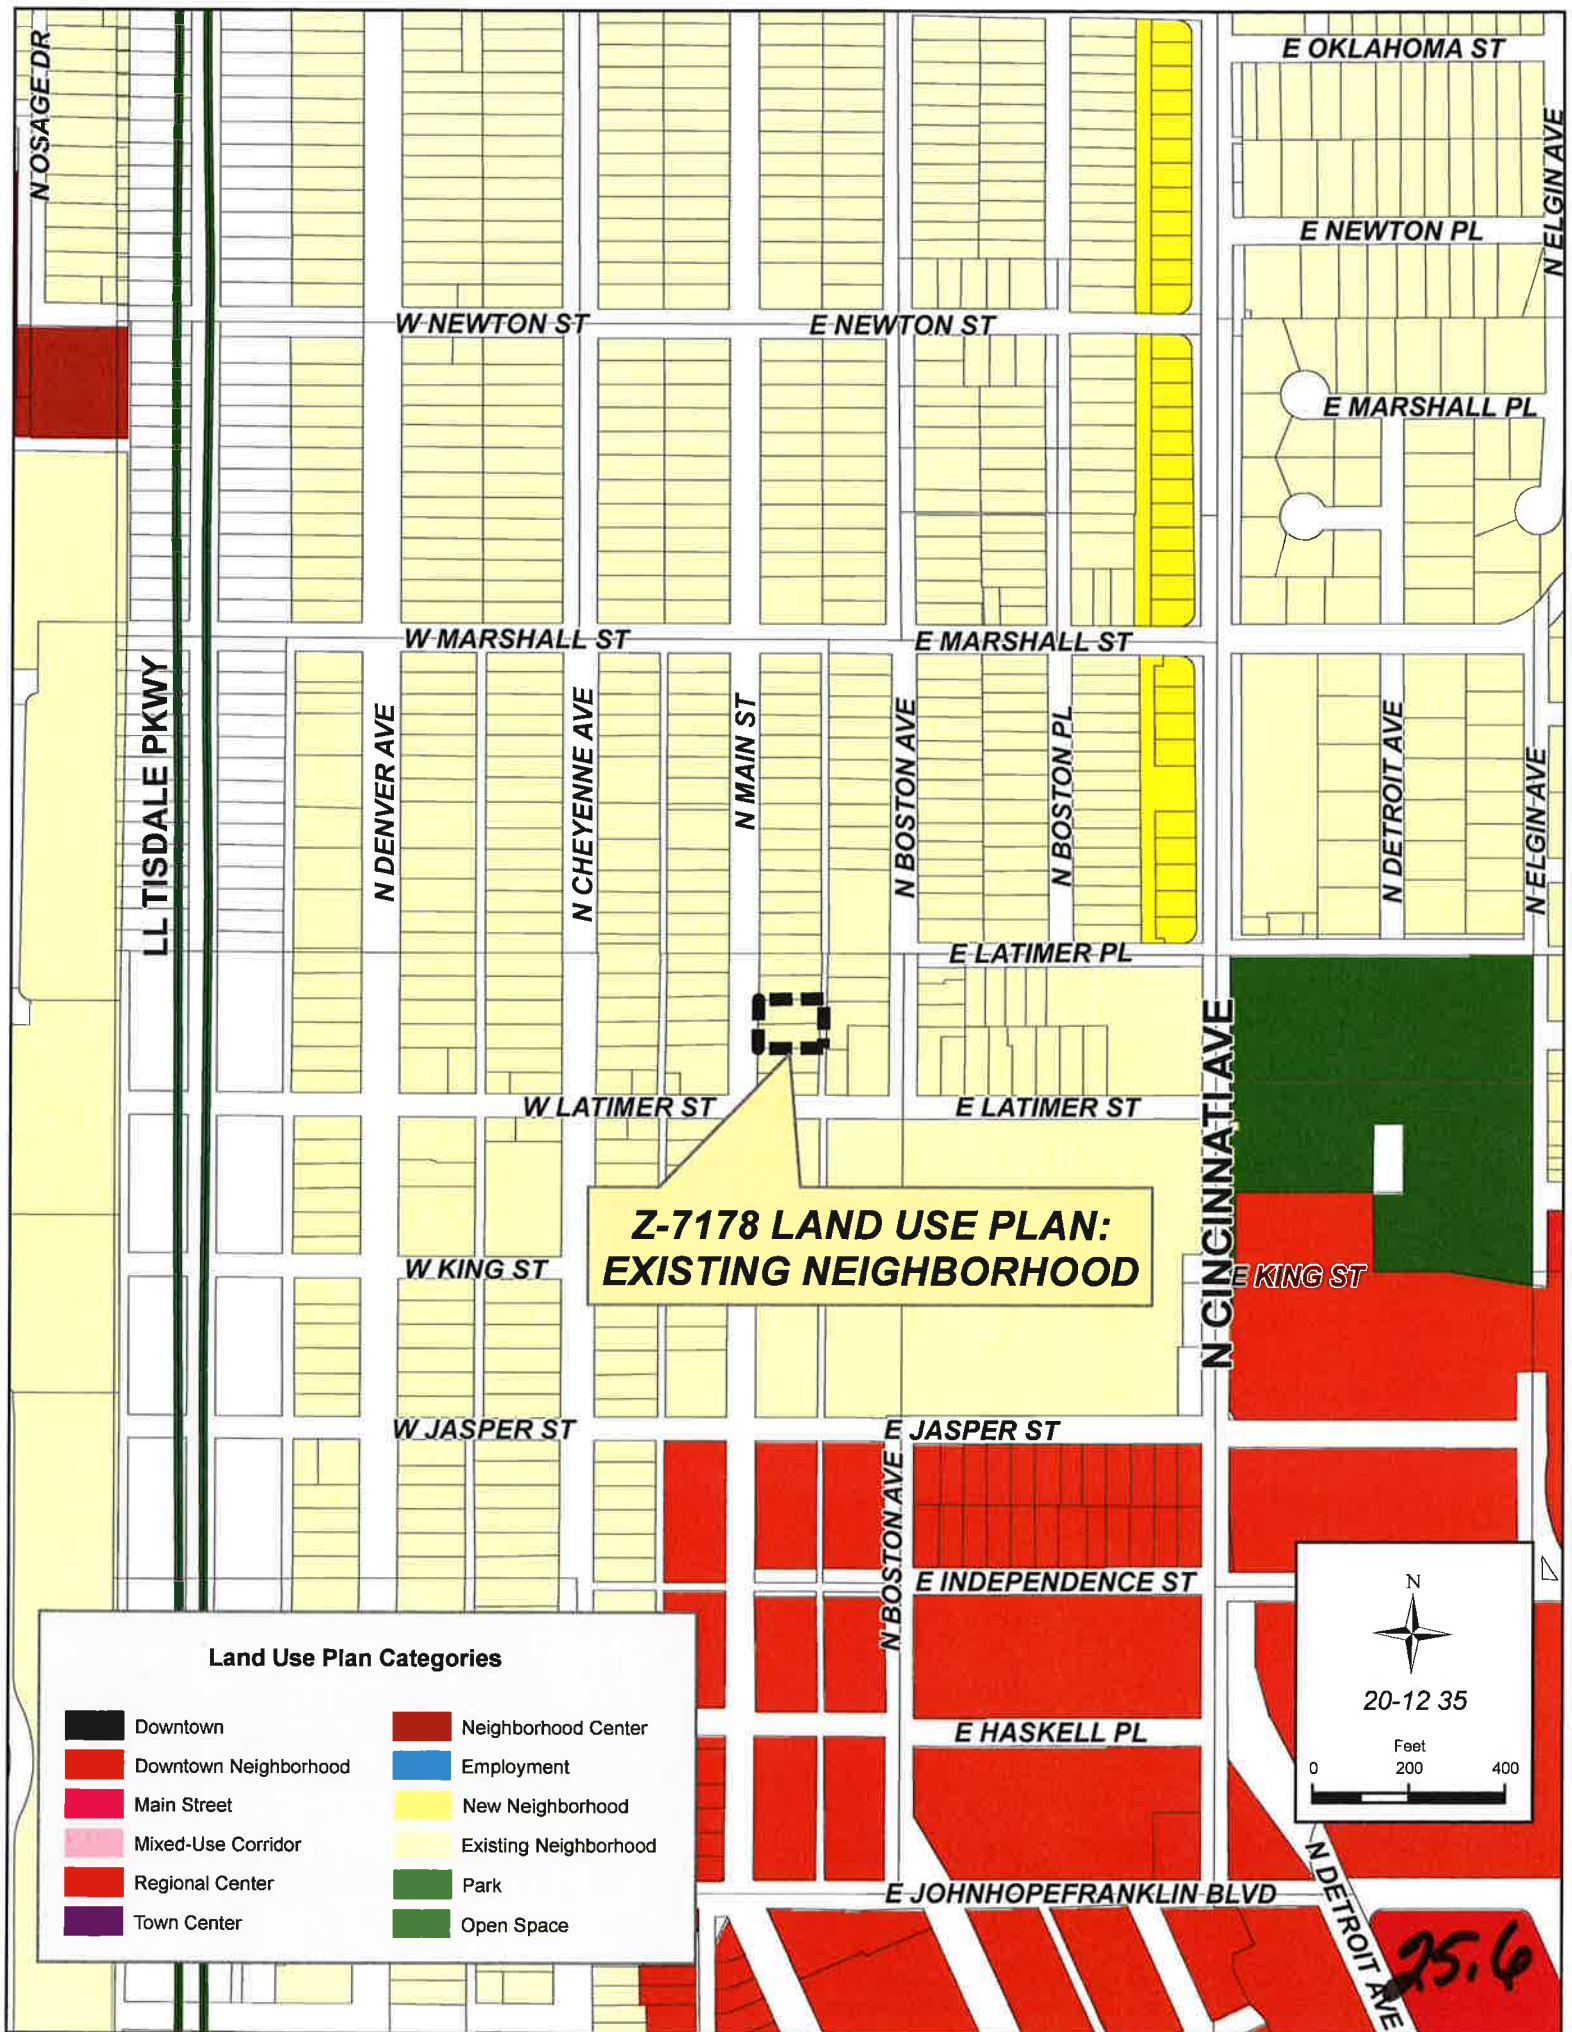 E OKLAHOMA ST
N OSAGE DR
N ELGIN AVE
E NEWTON PL
W NEWTON ST
E NEWTON ST
E MARSHALL PL
W MARSHALL ST
E MARSHALL ST
LL TISDALE PKWY
N DENVER AVE
N CHEYENNE AVE
N MAIN ST
N BOSTON AVE
N BOSTON PL
N DETROIT AVE
N ELGIN AVE
E LATIMER PL
N CINCINNATI AVE
W LATIMER ST
E LATIMER ST
Z-7178 LAND USE PLAN:
EXISTING NEIGHBORHOOD
W KING ST
E KING ST
W JASPER ST
E JASPER ST
N BOSTON AVE
E INDEPENDENCE ST
N
20-12 35
Feet
0 200 400
Land Use Plan Categories
Downtown
Downtown Neighborhood
Main Street
Mixed-Use Corridor
Regional Center
Town Center
Neighborhood Center
Employment
New Neighborhood
Existing Neighborhood
Park
Open Space
E HASKELL PL
E JOHNHOPEFRANKLIN BLVD
N DETROIT AVE
25.6